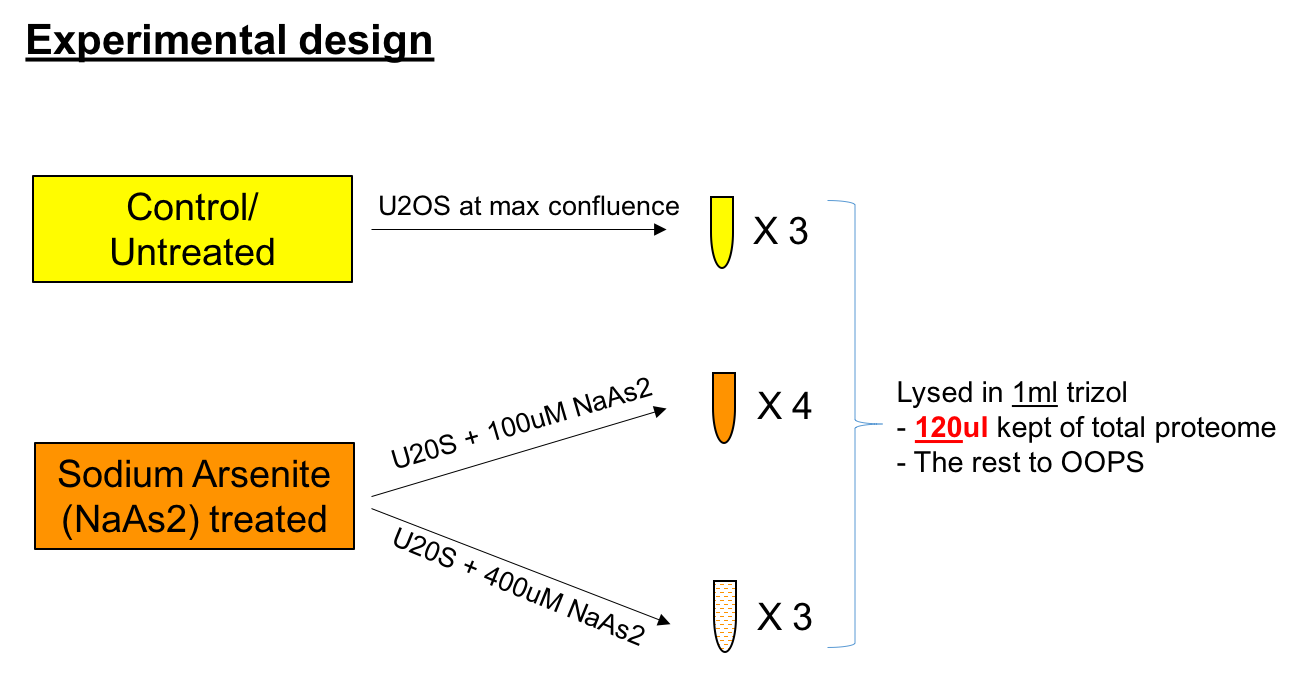 Experimental design
Control/
Untreated
U2OS at max confluence
X 3
U20S + 100uM NaAs2
X 4
Sodium Arsenite
(NaAs2) treated
U20S + 400uM NaAs2
X 3
Lysed in 1ml trizol
- 120ul kept of total proteome
- The rest to OOPS